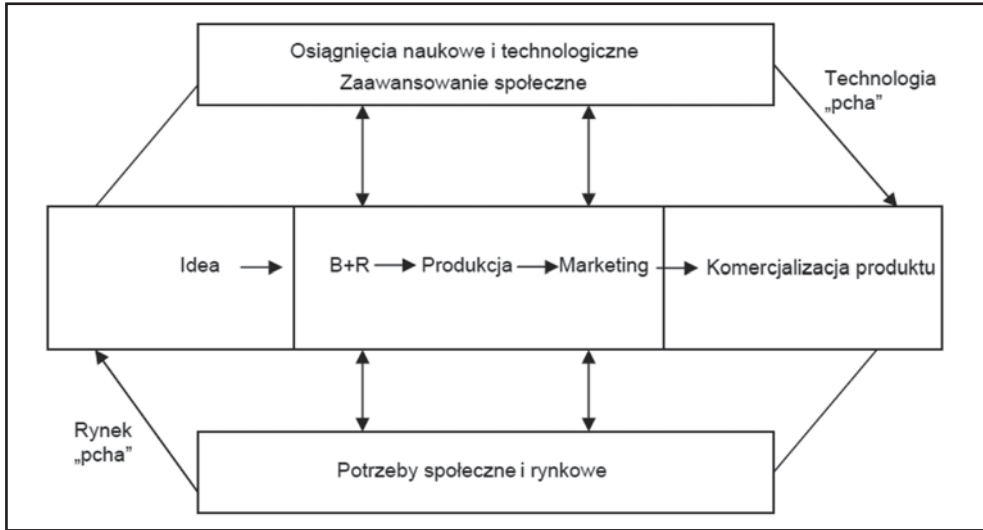 Osiągnięcia naukowe i technologiczne
Zaawansowanie społeczne
Technologia
„pcha”
Idea
B+R
Produkcja
Marketing
Komercjalizacja produktu
Rynek
„pcha”
Potrzeby społeczne i rynkowe